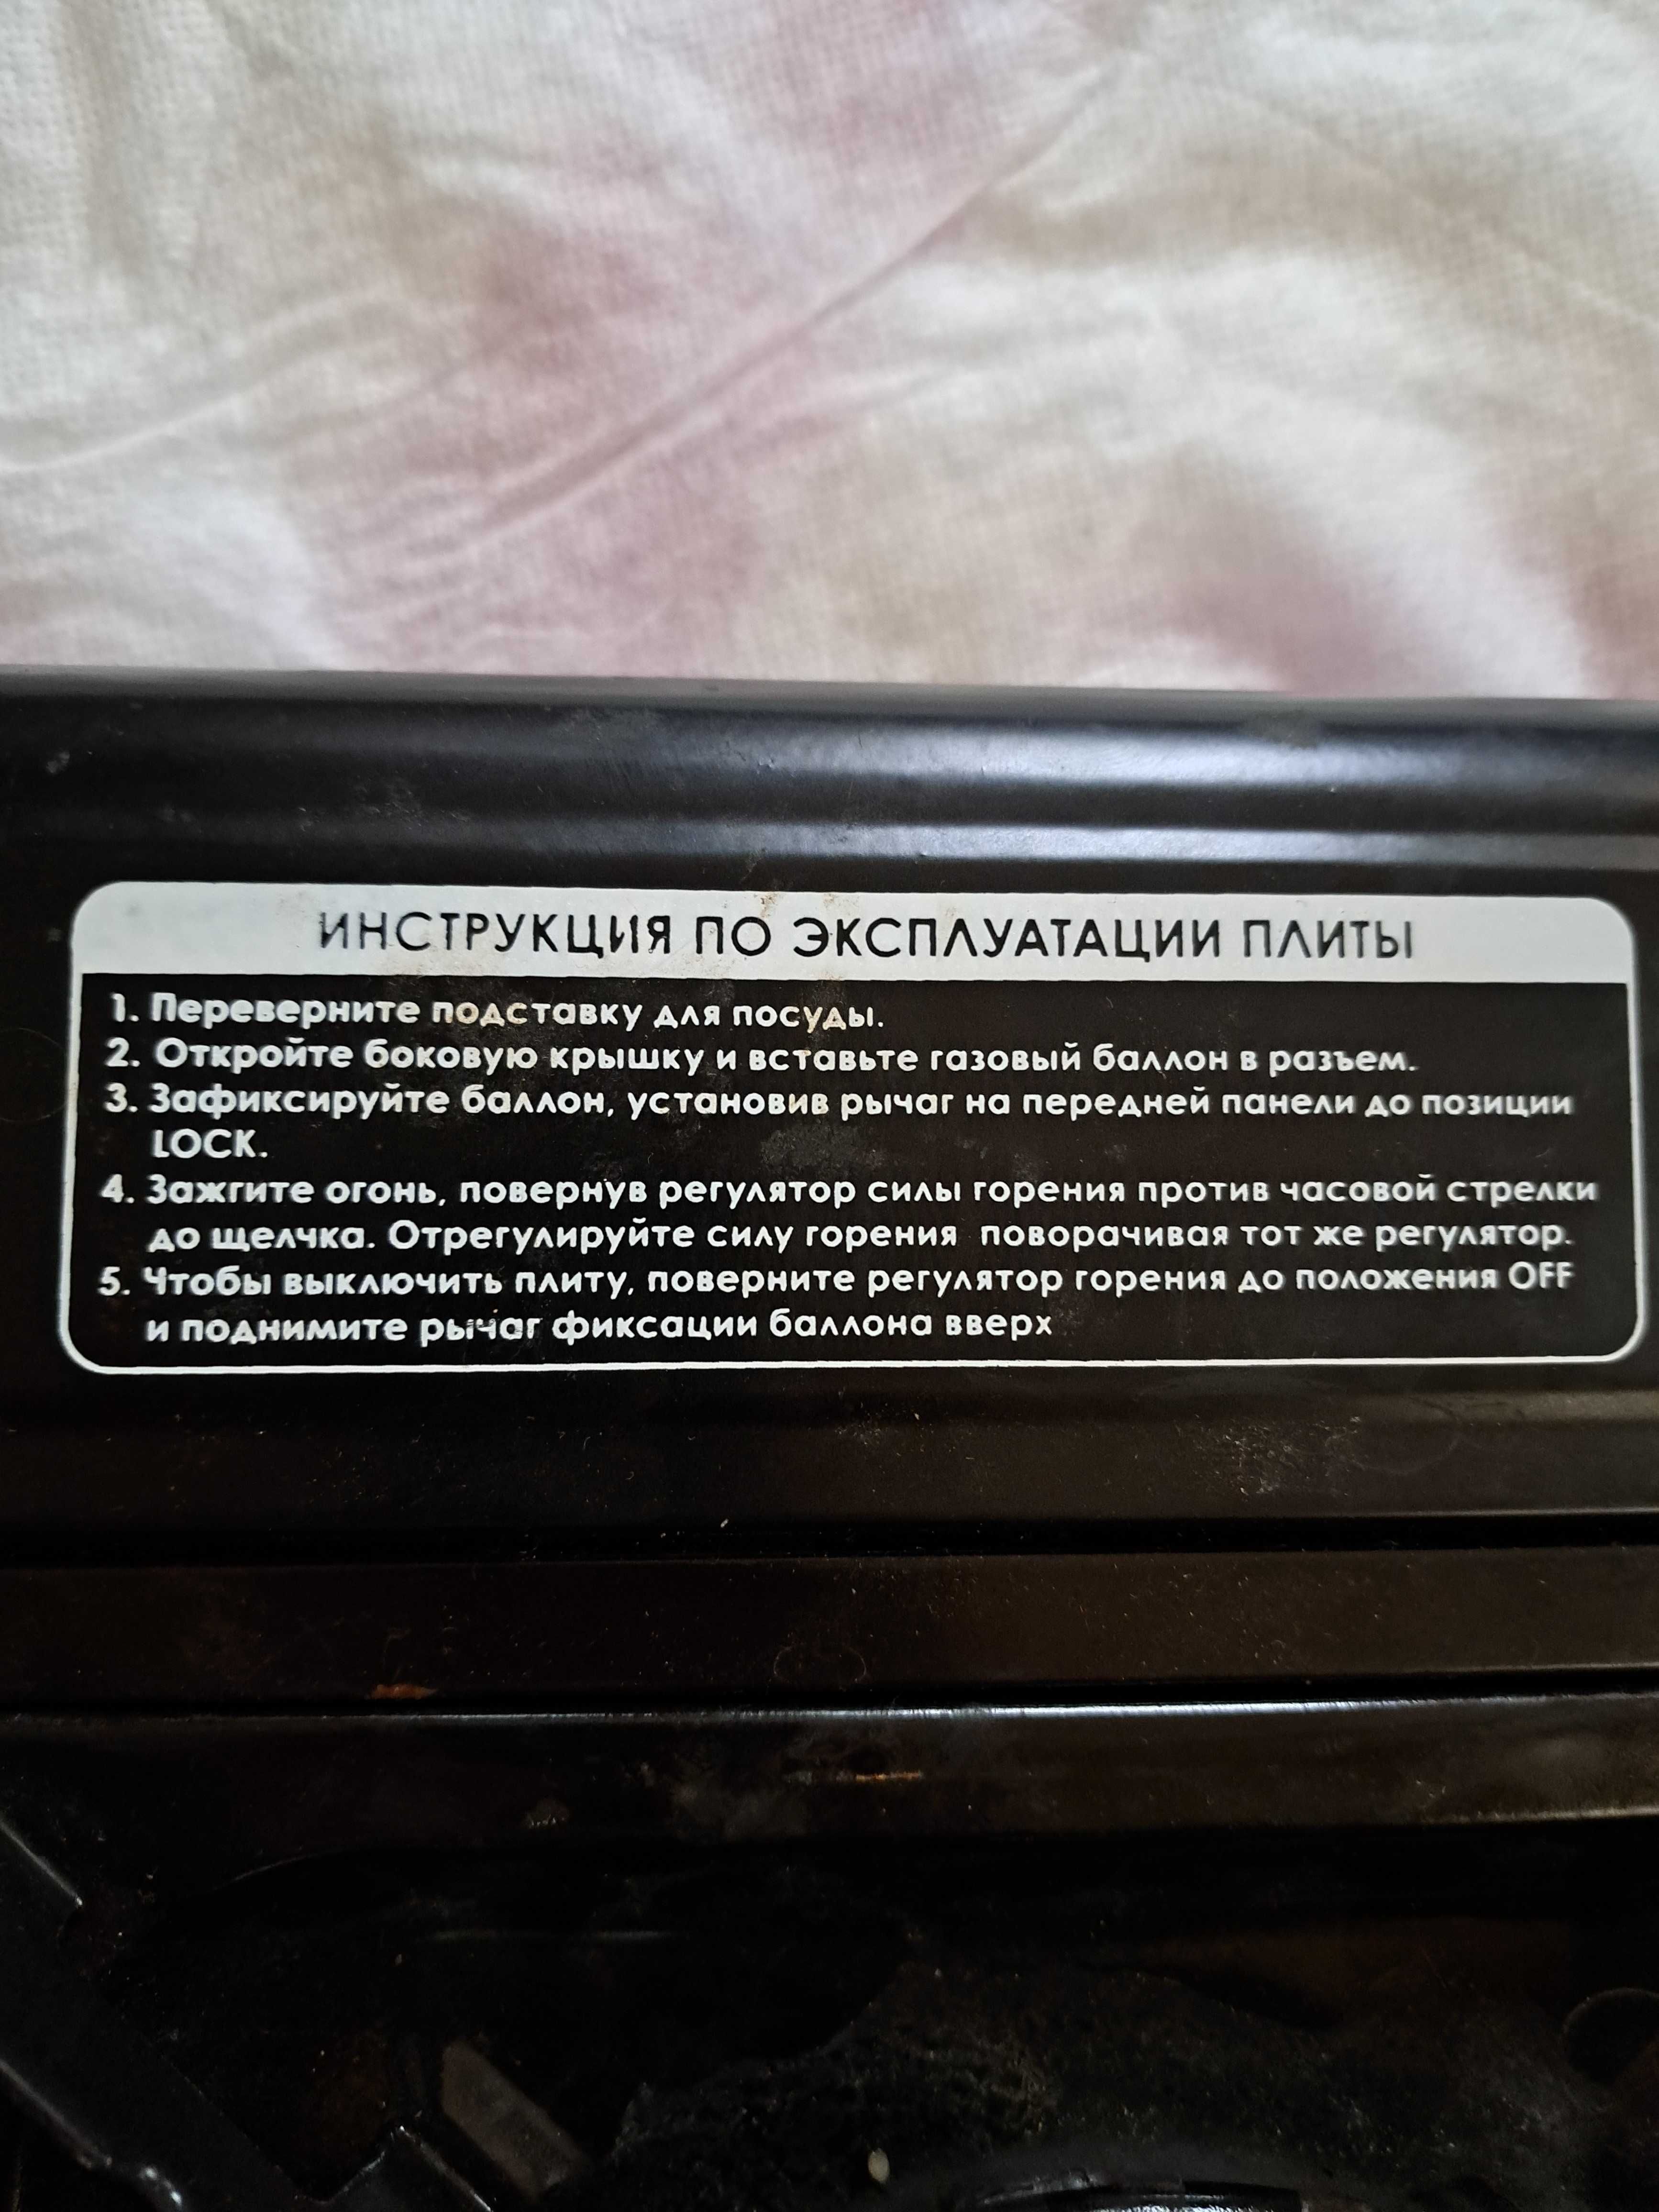 ИНСТРУКЦИЯ ПО ЭКСПЛУАТАЦИИ ПЛИТЫ
1. Переверните подставку для посуды.
2. Откройте боковую крышку и вставьте газовый баллон в разъем.
3. Зафиксируйте баллон, установив рычаг на передней панели до позиции
LOCK.
4. Зажгите огонь, повернув регулятор силы горения против часовой стрелки
до щелчка. Отрегулируйте силу горения поворачивая тот же регулятор.
5. Чтобы выключить плиту, поверните регулятор горения до положения OFF
и поднимите рычаг фиксации баллона вверх